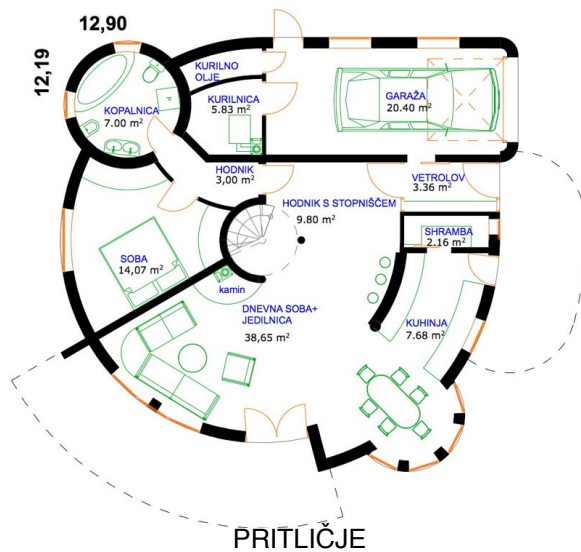 12,90
12,19
KURILNO
OLJE
KURILNICA
5.83 m²
GARAŽA
20.40 m²
KOPALNICA
7.00 m²
HODNIK
3,00 m²
VETROLOV
3.36 m²
HODNIK S STOPNIŠČEM
9.80 m²
SHRAMBA
2.16 m²
SOBA
14,07 m²
kamin
DNEVNA SOBA+
JEDILNICA
38,65 m²
KUHINJA
7.68 m²
PRITLIČJE